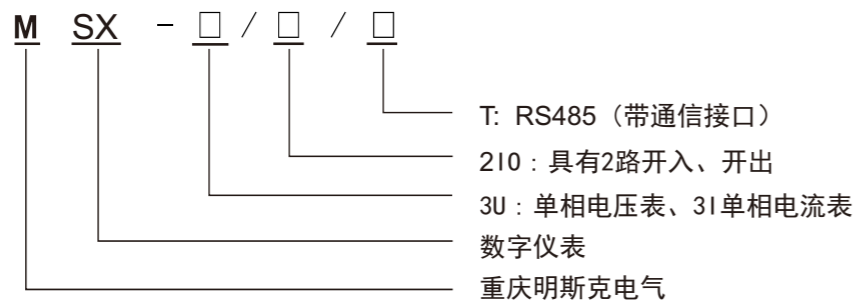 M SX - □ / □ / □
T: RS485（带通信接口）
2IO：具有2路开入、开出
3U：单相电压表、3I单相电流表
数字仪表
重庆明斯克电气